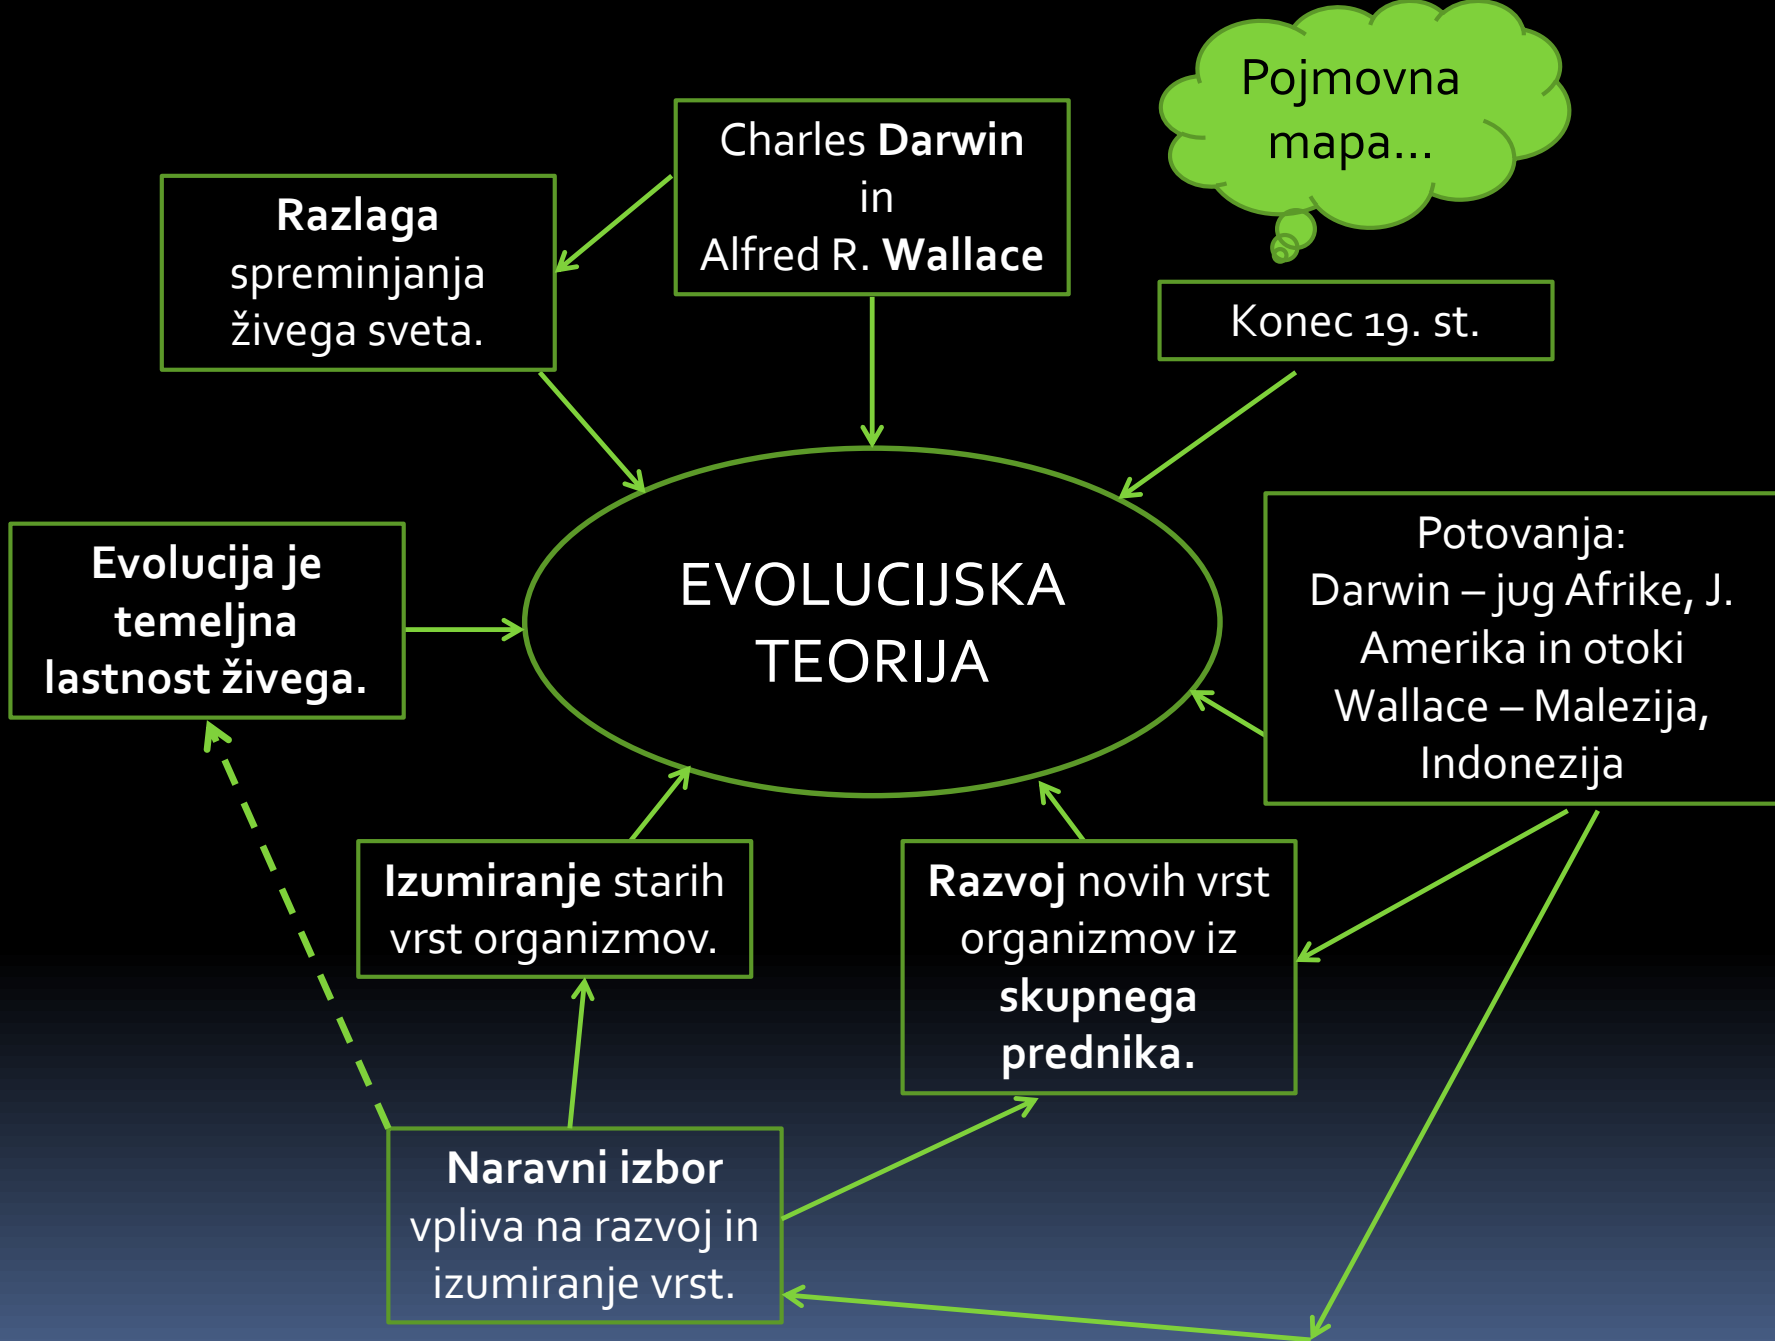 Pojmovna
mapa...
Charles Darwin
in
Alfred R. Wallace
Razlaga
spreminjanja
živega sveta.
Konec 19. st.
EVOLUCIJSKA
TEORIJA
Evolucija je
temeljna
lastnost živega.
Potovanja:
Darwin – jug Afrike, J.
Amerika in otoki
Wallace – Malezija,
Indonezija
Izumiranje starih
vrst organizmov.
Razvoj novih vrst
organizmov iz
skupnega
prednika.
Naravni izbor
vpliva na razvoj in
izumiranje vrst.